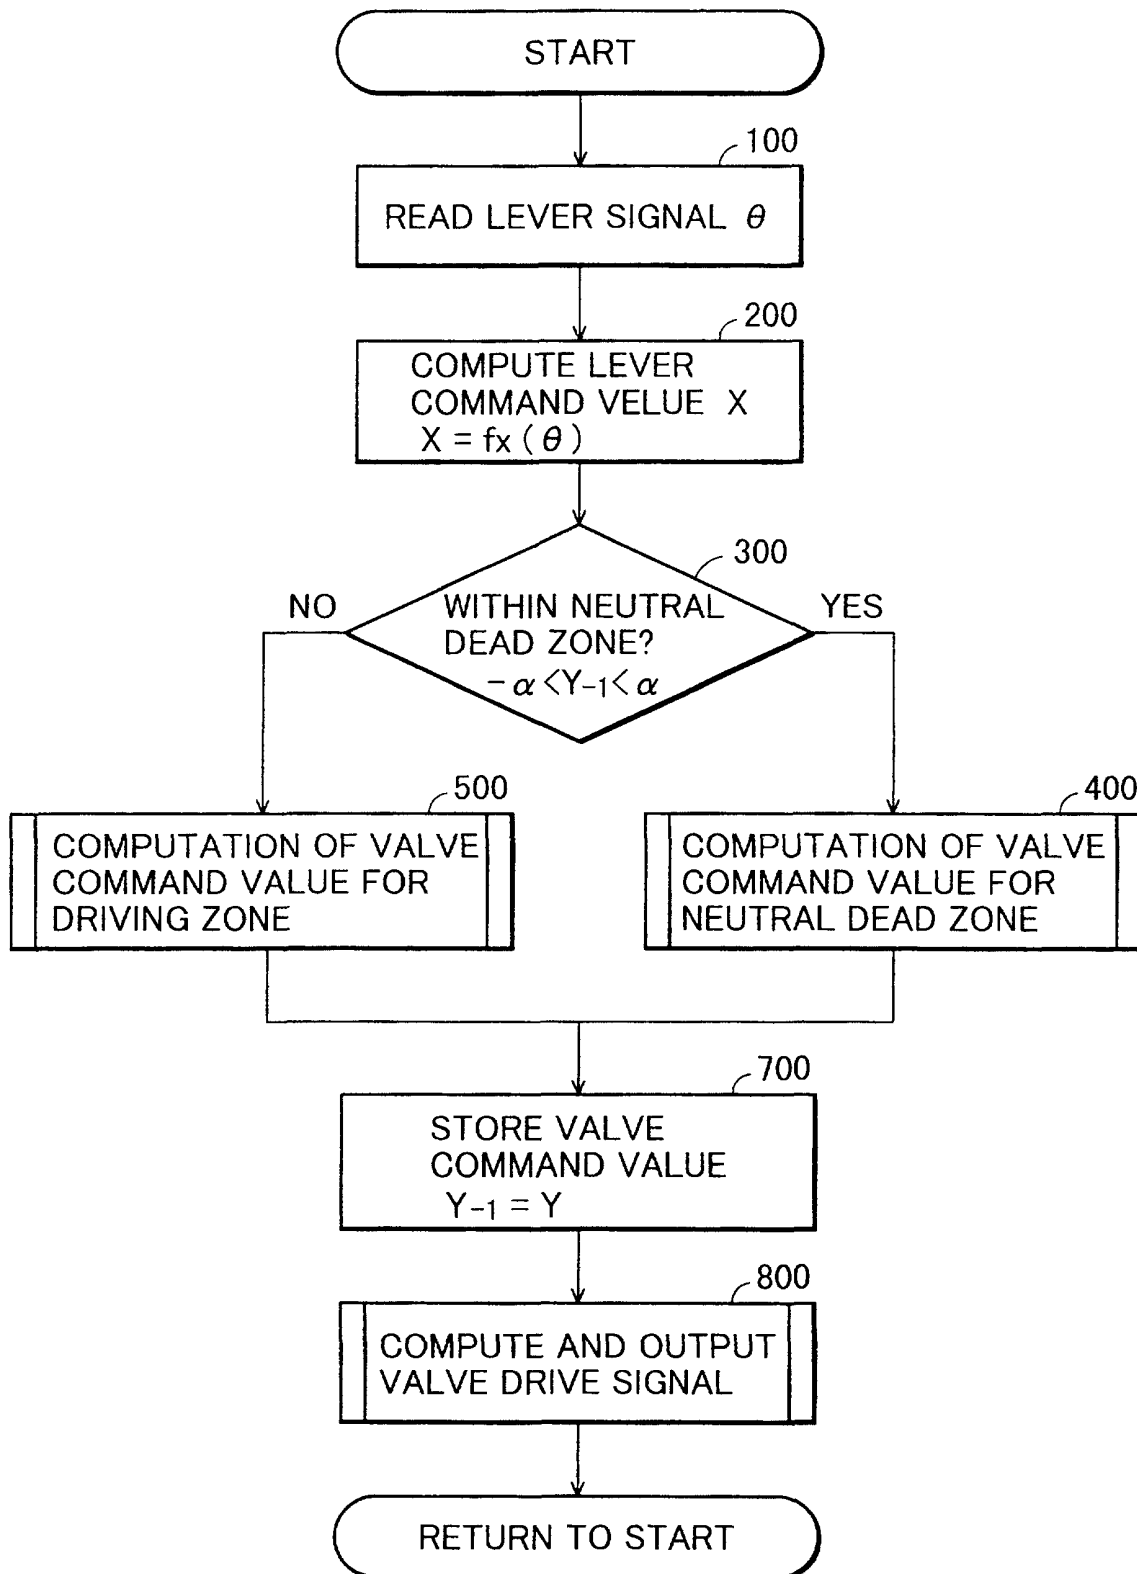 START
100
READ LEVER SIGNAL θ
200
COMPUTE LEVER
COMMAND VELUE X
X = fx (θ)
300
NO
WITHIN NEUTRAL
DEAD ZONE?
-α<Y-1<α
YES
500
COMPUTATION OF VALVE
COMMAND VALUE FOR
DRIVING ZONE
400
COMPUTATION OF VALVE
COMMAND VALUE FOR
NEUTRAL DEAD ZONE
700
STORE VALVE
COMMAND VALUE
Y-1 = Y
800
COMPUTE AND OUTPUT
VALVE DRIVE SIGNAL
RETURN TO START